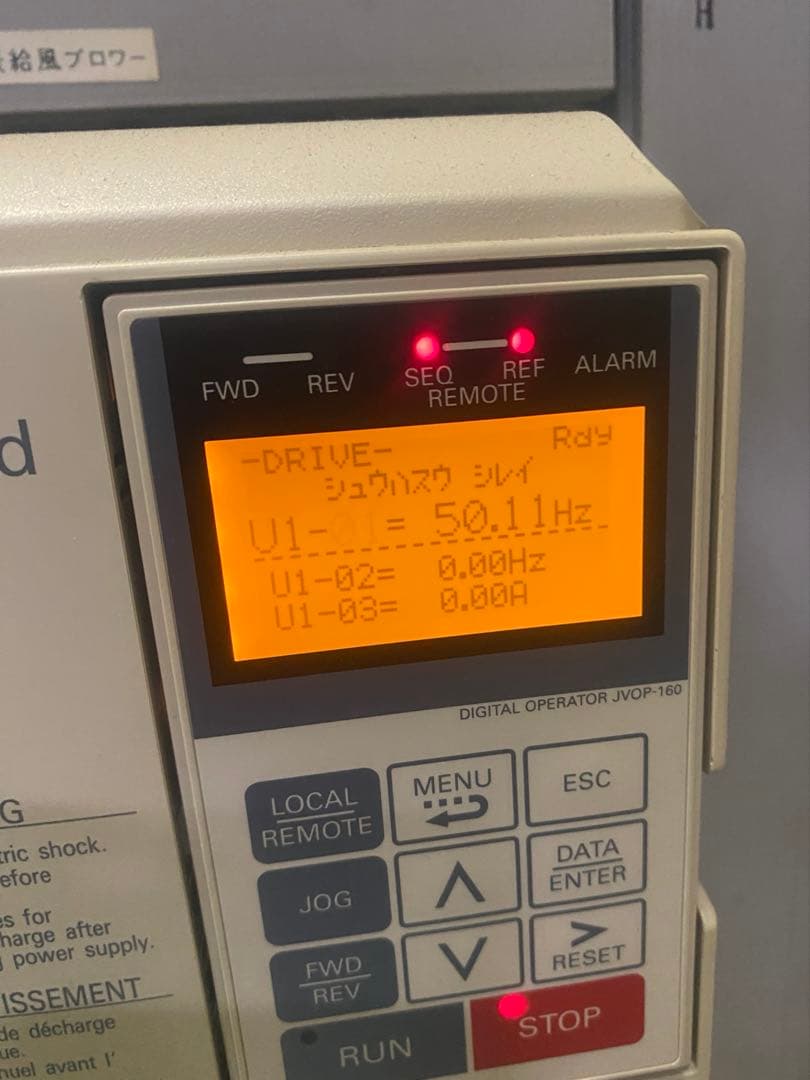 給風ブロワー
H
d
FWD REV SEQ REF ALARM
REMOTE
-DRIVE- Rdy
シュウハスウ シレイ
U1-01= 50.11Hz
U1-02= 0.00Hz
U1-03= 0.00A
DIGITAL OPERATOR JVOP-160
LOCAL
REMOTE
MENU
ESC
JOG
DATA
ENTER
FWD
REV
>
RESET
RUN
STOP
G
tric shock.
efore
es for
harge after
power supply.
ISSEMENT
de décharge
ue.
nuel avant l'